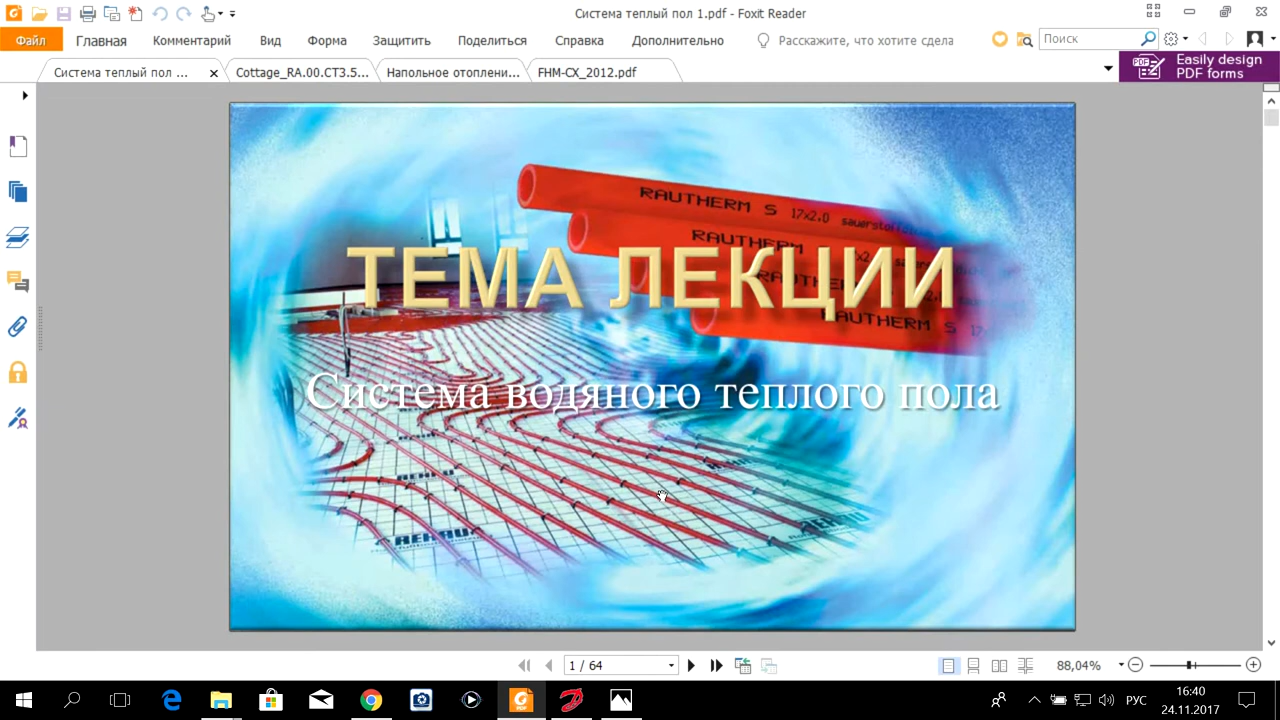 Система теплый пол 1.pdf - Foxit Reader
Файл Главная Комментарий Вид Форма Защитить Поделиться Справка Дополнительно Расскажите, что хотите сдела Поиск
Система теплый пол ... Cottage_RA.00.СТ3.5... Напольное отоплени... FHM-CX_2012.pdf
Easily design
PDF forms
RAUTHERM S 17x2.0
RAUTHERM
RAUTHERM S
ТЕМА ЛЕКЦИИ
Система водяного теплого пола
REHAU
REHAU
1 / 64
88,04%
РУС
16:40
24.11.2017